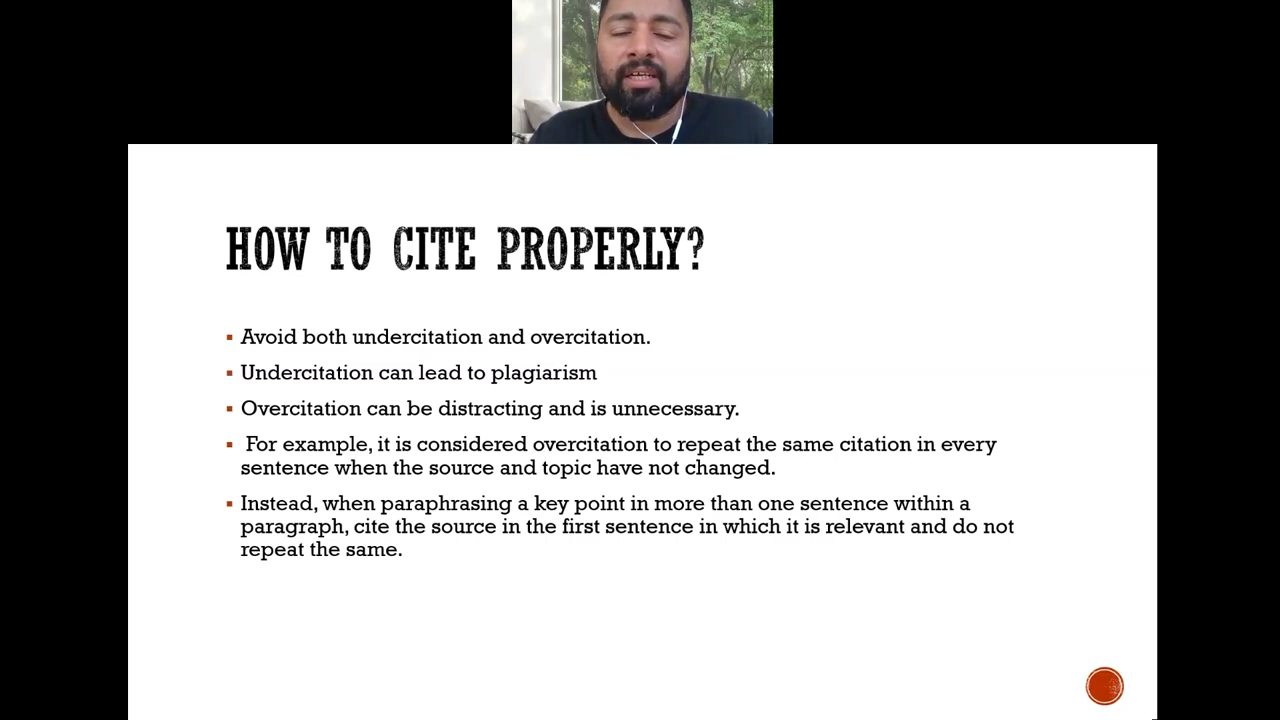 HOW TO CITE PROPERLY?
▪ Avoid both undercitation and overcitation.
▪ Undercitation can lead to plagiarism
▪ Overcitation can be distracting and is unnecessary.
▪ For example, it is considered overcitation to repeat the same citation in every
sentence when the source and topic have not changed.
▪ Instead, when paraphrasing a key point in more than one sentence within a
paragraph, cite the source in the first sentence in which it is relevant and do not
repeat the same.